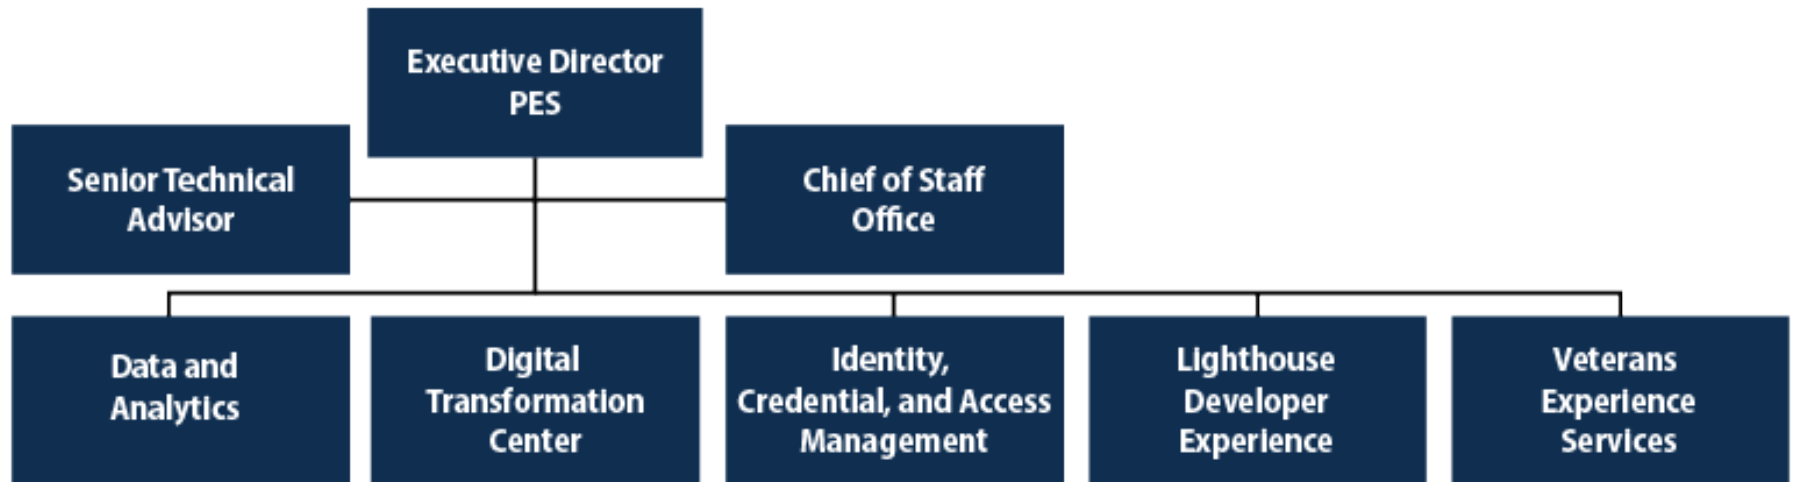 Executive Director
PES
Senior Technical
Advisor
Chief of Staff
Office
Data and
Analytics
Digital
Transformation
Center
Identity,
Credential, and Access
Management
Lighthouse
Developer
Experience
Veterans
Experience
Services